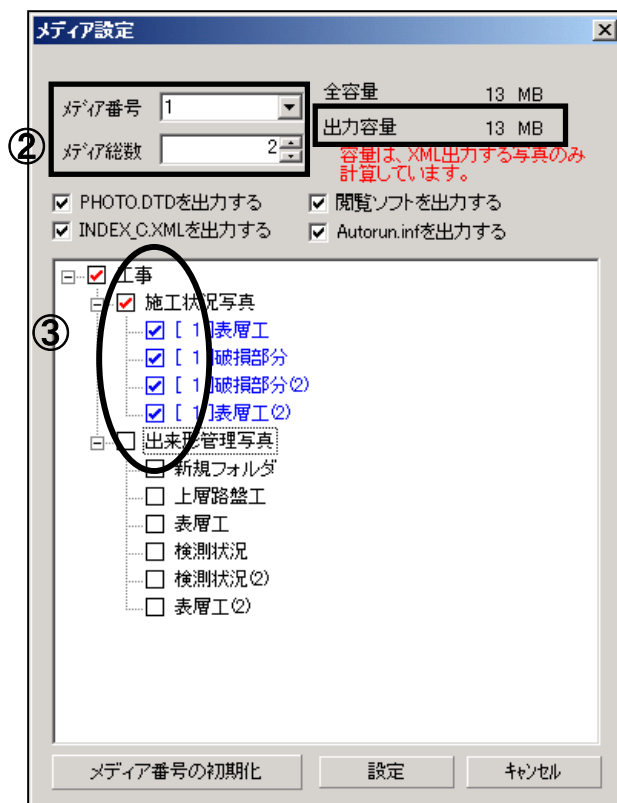 メディア設定
全容量 13 MB
メディア番号 1
出力容量 13 MB
②
メディア総数 2
容量は、XML出力する写真のみ
計算しています。
PHOTO.DTDを出力する 閲覧ソフトを出力する
INDEX_C.XMLを出力する Autorun.infを出力する
工事
施工状況写真
③
[ 1]表層工
[ 1]破損部分
[ 1]破損部分(2)
[ 1]表層工(2)
出来形管理写真
新規フォルダ
上層路盤工
表層工
検測状況
検測状況(2)
表層工(2)
メディア番号の初期化 設定 キャンセル